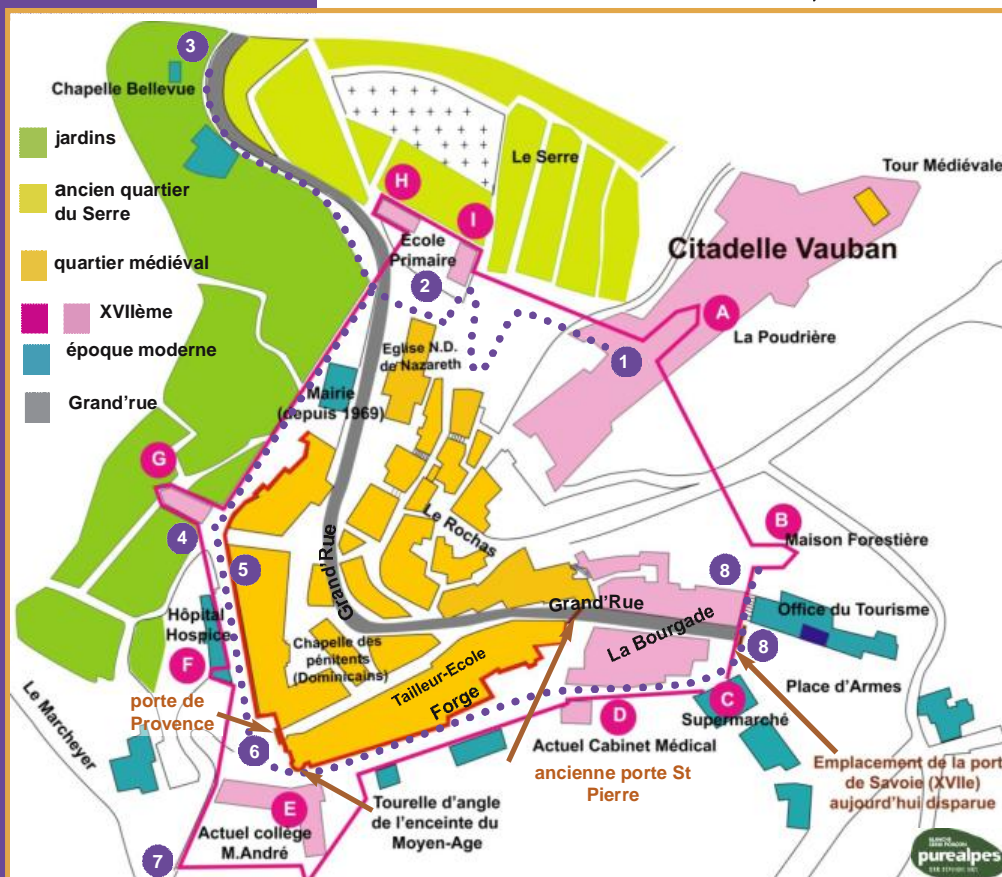 3
Chapelle Bellevue
jardins
ancien quartier
du Serre
quartier médiéval
XVIIème
époque moderne
Grand'rue
Le Serre
Tour Médiévale
H
I
Ecole
Primaire
2
Citadelle Vauban
A
La Poudrière
1
Eglise N.D.
de Nazareth
Mairie
(depuis 1969)
G
4
5
Le Rochas
Grand'Rue
B
Maison Forestière
8
Grand'Rue
La Bourgade
Office du Tourisme
8
Hôpital
Hospice
F
Chapelle des
pénitents
(Dominicains)
Tailleur-Ecole
Forge
Place d'Armes
C
Supermarché
D
Actuel Cabinet Médical
porte de
Provence
Le Marcheyer
6
ancienne porte St
Pierre
Emplacement de la port
de Savoie (XVIIe)
aujourd'hui disparue
E
Actuel collège
M.André
7
Tourelle d'angle
de l'enceinte du
Moyen-Age
purealpes